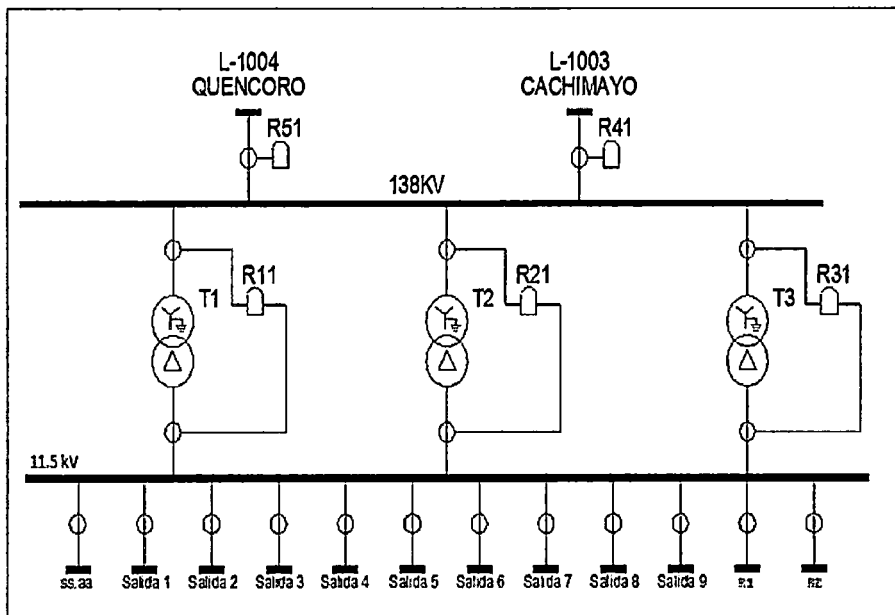 L-1004
QUENCORO
L-1003
CACHIMAYO
R51
R41
138KV
R11
R21
R31
T1
T2
T3
11.5 kV
ss.aa
Salida 1
Salida 2
Salida 3
Salida 4
Salida 5
Salida 6
Salida 7
Salida 8
Salida 9